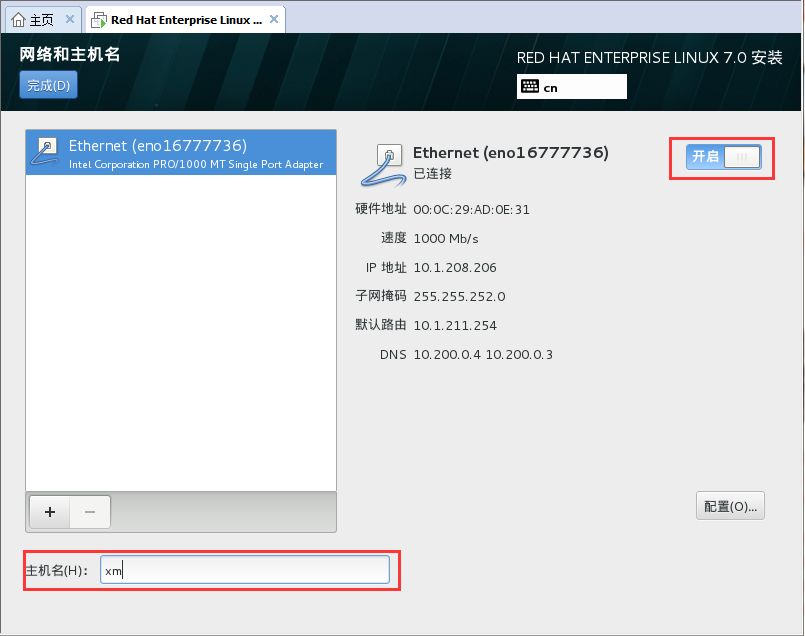 主页
Red Hat Enterprise Linux ...
网络和主机名
RED HAT ENTERPRISE LINUX 7.0 安装
完成(D)
cn
Ethernet (eno16777736)
Intel Corporation PRO/1000 MT Single Port Adapter
Ethernet (eno16777736)
已连接
开启
硬件地址 00:0C:29:AD:0E:31
速度 1000 Mb/s
IP 地址 10.1.208.206
子网掩码 255.255.252.0
默认路由 10.1.211.254
DNS 10.200.0.4 10.200.0.3
+ −
配置(O)...
主机名(H): xm